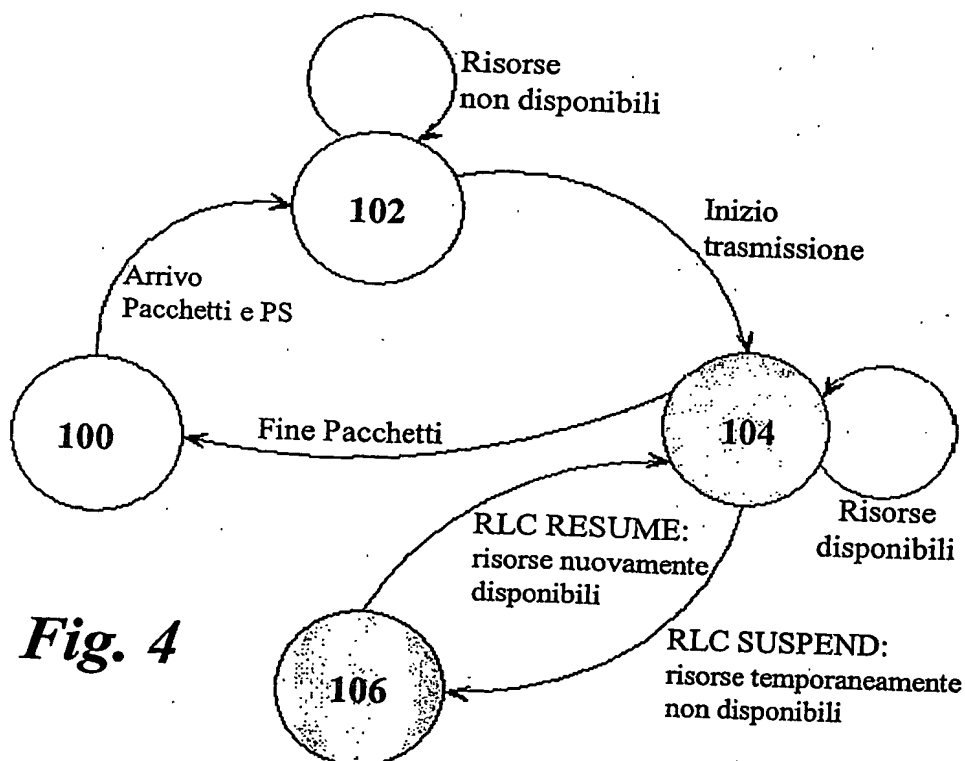 Risorse
non disponibili
102
Inizio
trasmissione
Arrivo
Pacchetti e PS
100
Fine Pacchetti
104
Risorse
disponibili
RLC RESUME:
risorse nuovamente
disponibili
Fig. 4
106
RLC SUSPEND:
risorse temporaneamente
non disponibili